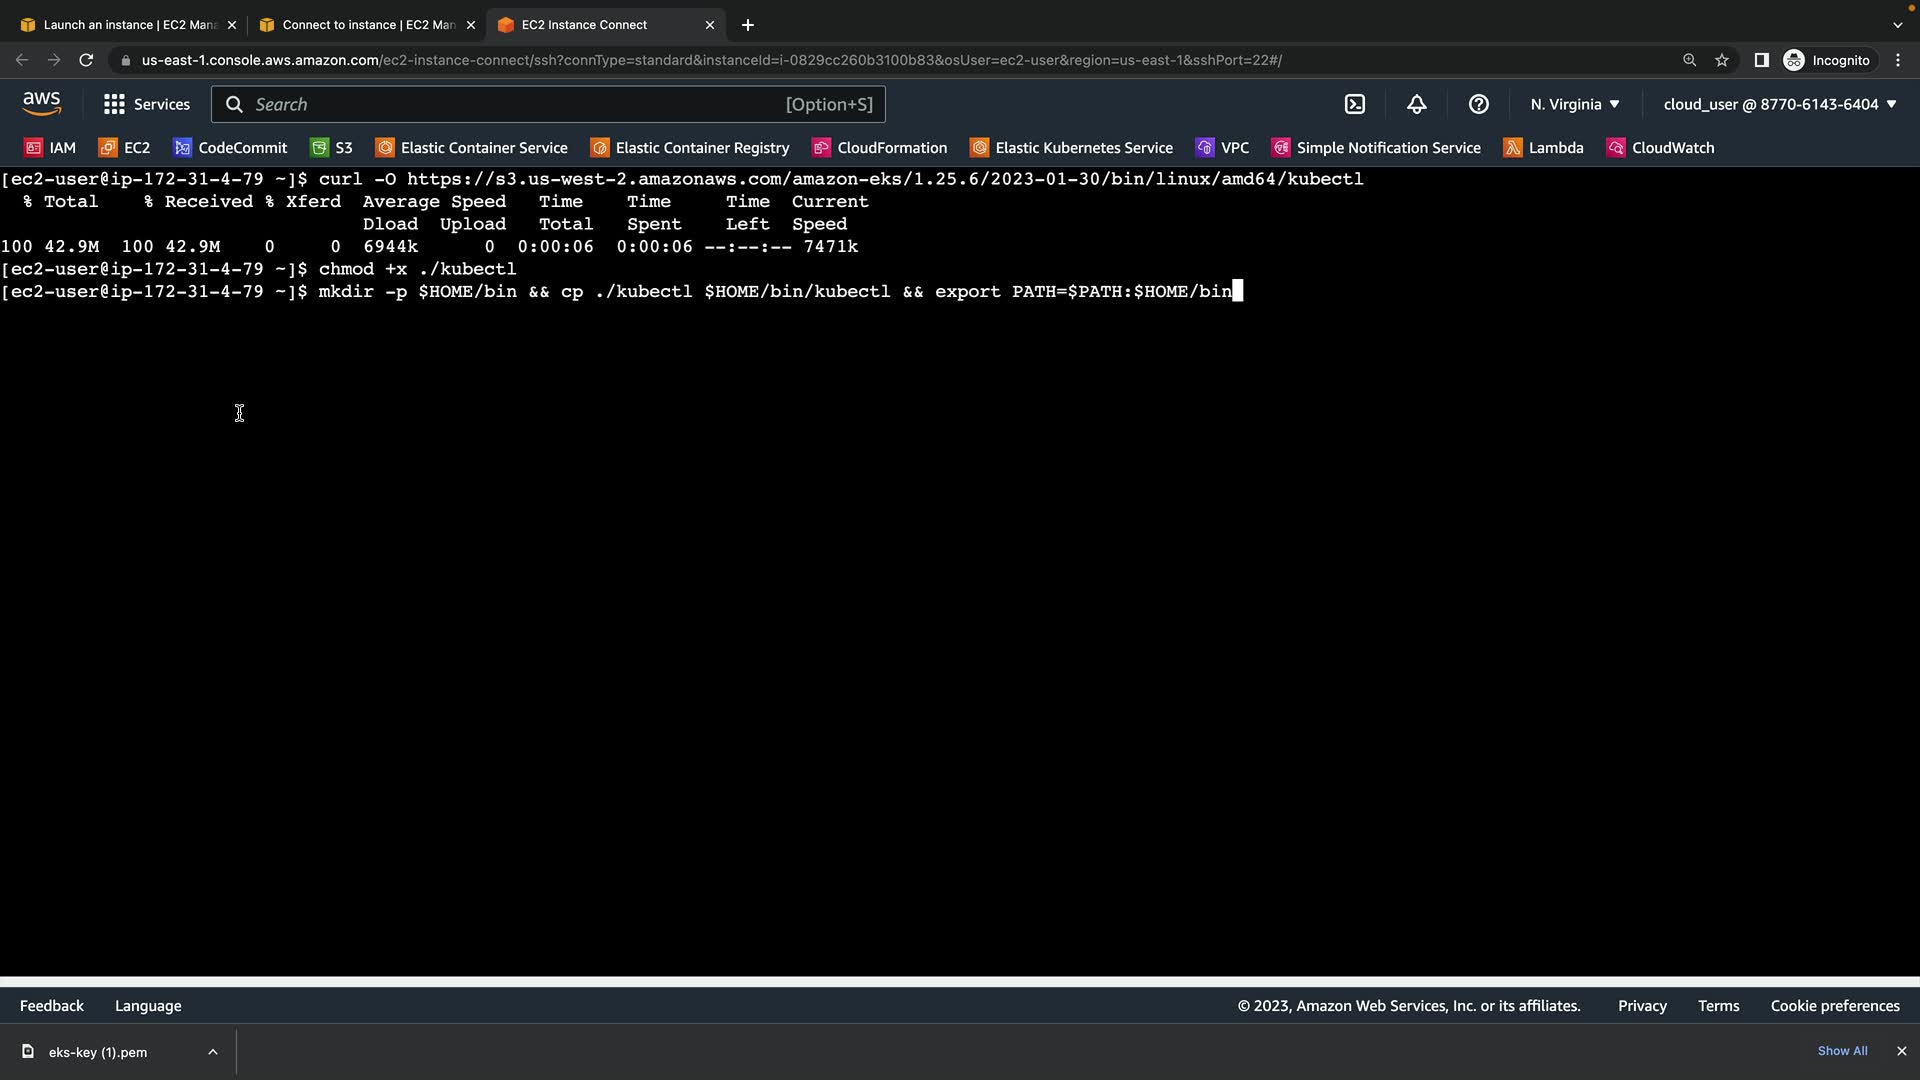 Launch an instance | EC2 Mana
Connect to instance | EC2 Man
EC2 Instance Connect
us-east-1.console.aws.amazon.com/ec2-instance-connect/ssh?connType=standard&instanceId=i-0829cc260b3100b83&osUser=ec2-user&region=us-east-1&sshPort=22#/
Incognito
aws
Services
Search
[Option+S]
N. Virginia
cloud_user @ 8770-6143-6404
IAM
EC2
CodeCommit
S3
Elastic Container Service
Elastic Container Registry
CloudFormation
Elastic Kubernetes Service
VPC
Simple Notification Service
Lambda
CloudWatch
[ec2-user@ip-172-31-4-79 ~]$ curl -O https://s3.us-west-2.amazonaws.com/amazon-eks/1.25.6/2023-01-30/bin/linux/amd64/kubectl
% Total % Received % Xferd Average Speed Time Time Time Current
Dload Upload Total Spent Left Speed
100 42.9M 100 42.9M 0 0 6944k 0 0:00:06 0:00:06 --:--:-- 7471k
[ec2-user@ip-172-31-4-79 ~]$ chmod +x ./kubectl
[ec2-user@ip-172-31-4-79 ~]$ mkdir -p $HOME/bin && cp ./kubectl $HOME/bin/kubectl && export PATH=$PATH:$HOME/bin
Feedback
Language
© 2023, Amazon Web Services, Inc. or its affiliates.
Privacy
Terms
Cookie preferences
eks-key (1).pem
Show All